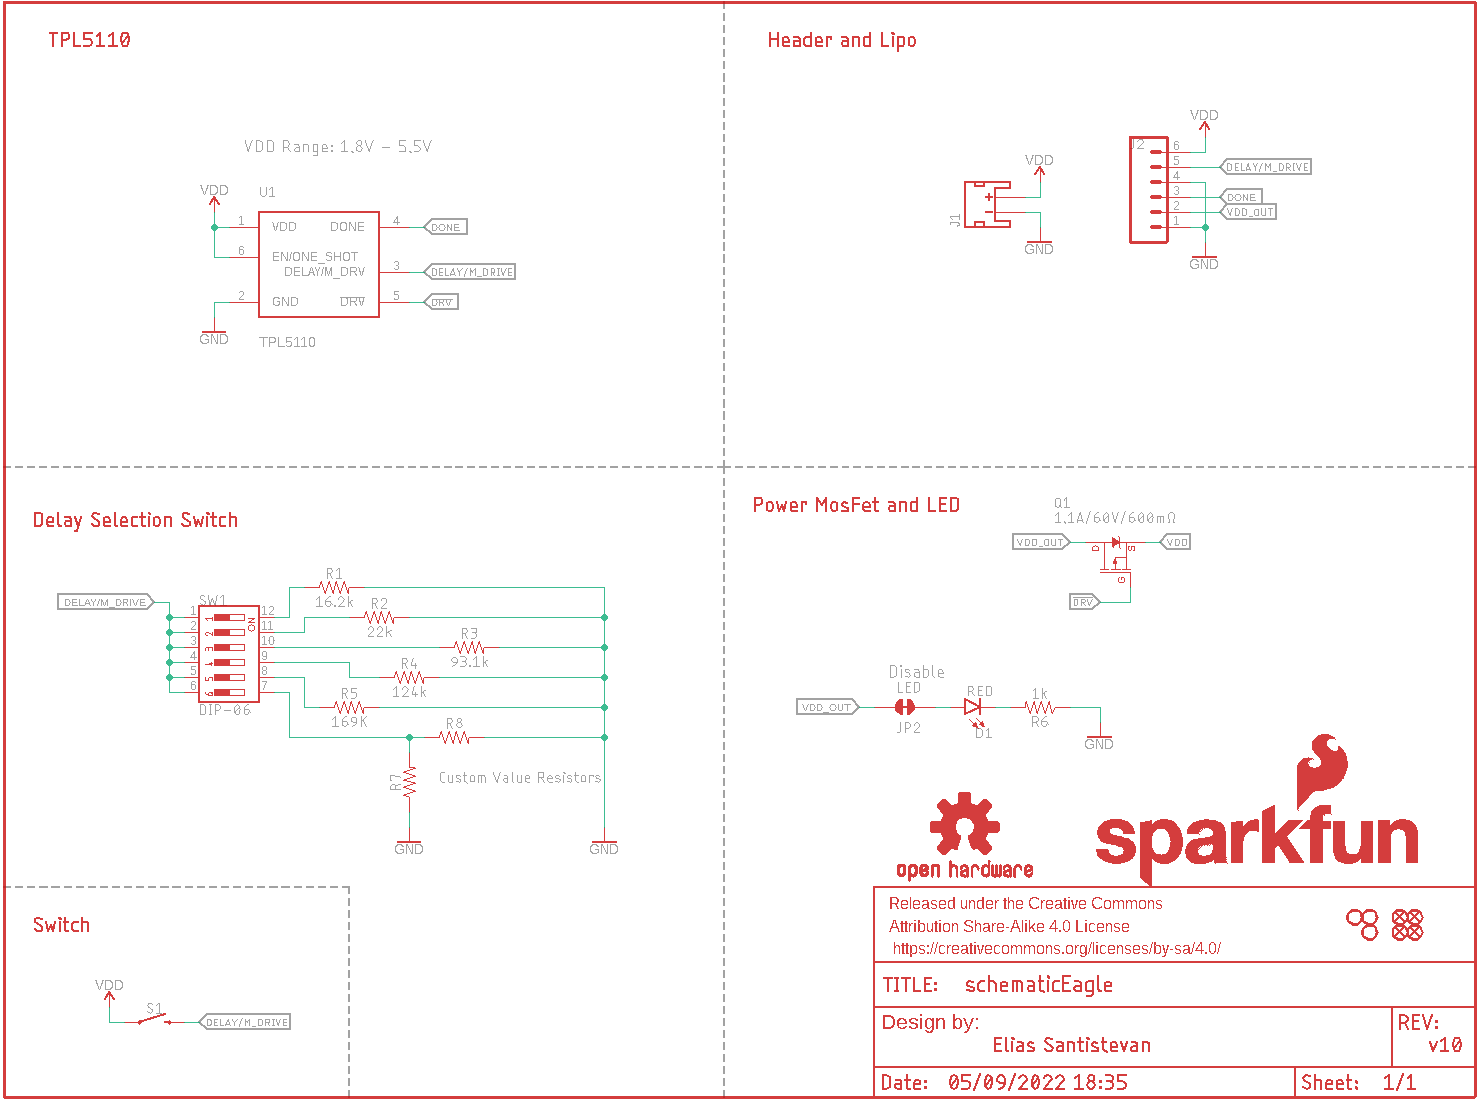 TPL5110
VDD Range: 1.8V - 5.5V
VDD
U1
1
VDD
DONE
4
DONE
6
EN/ONE_SHOT
DELAY/M_DRV
3
DELAY/M_DRIVE
2
GND
DRV
5
DRV
GND
TPL5110
Header and Lipo
VDD
J1
+
-
GND
VDD
J2
6
5
DELAY/M_DRIVE
4
3
DONE
2
VDD_OUT
1
GND
Delay Selection Switch
DELAY/M_DRIVE
SW1
1
2
3
4
5
6
1
2
3
4
5
6
ON
12
11
10
9
8
7
DIP-06
R1
16.2k
R2
22k
R3
93.1k
R4
124k
R5
169K
R8
R7
Custom Value Resistors
GND
GND
Power MosFet and LED
Q1
1.1A/60V/600mΩ
VDD_OUT
D
S
VDD
G
DRV
Disable
LED
VDD_OUT
JP2
RED
D1
1k
R6
GND
Switch
VDD
S1
DELAY/M_DRIVE
open hardware
sparkfun
Released under the Creative Commons
Attribution Share-Alike 4.0 License
https://creativecommons.org/licenses/by-sa/4.0/
TITLE: schematicEagle
Design by:
Elias Santistevan
REV:
v10
Date: 05/09/2022 18:35
Sheet: 1/1